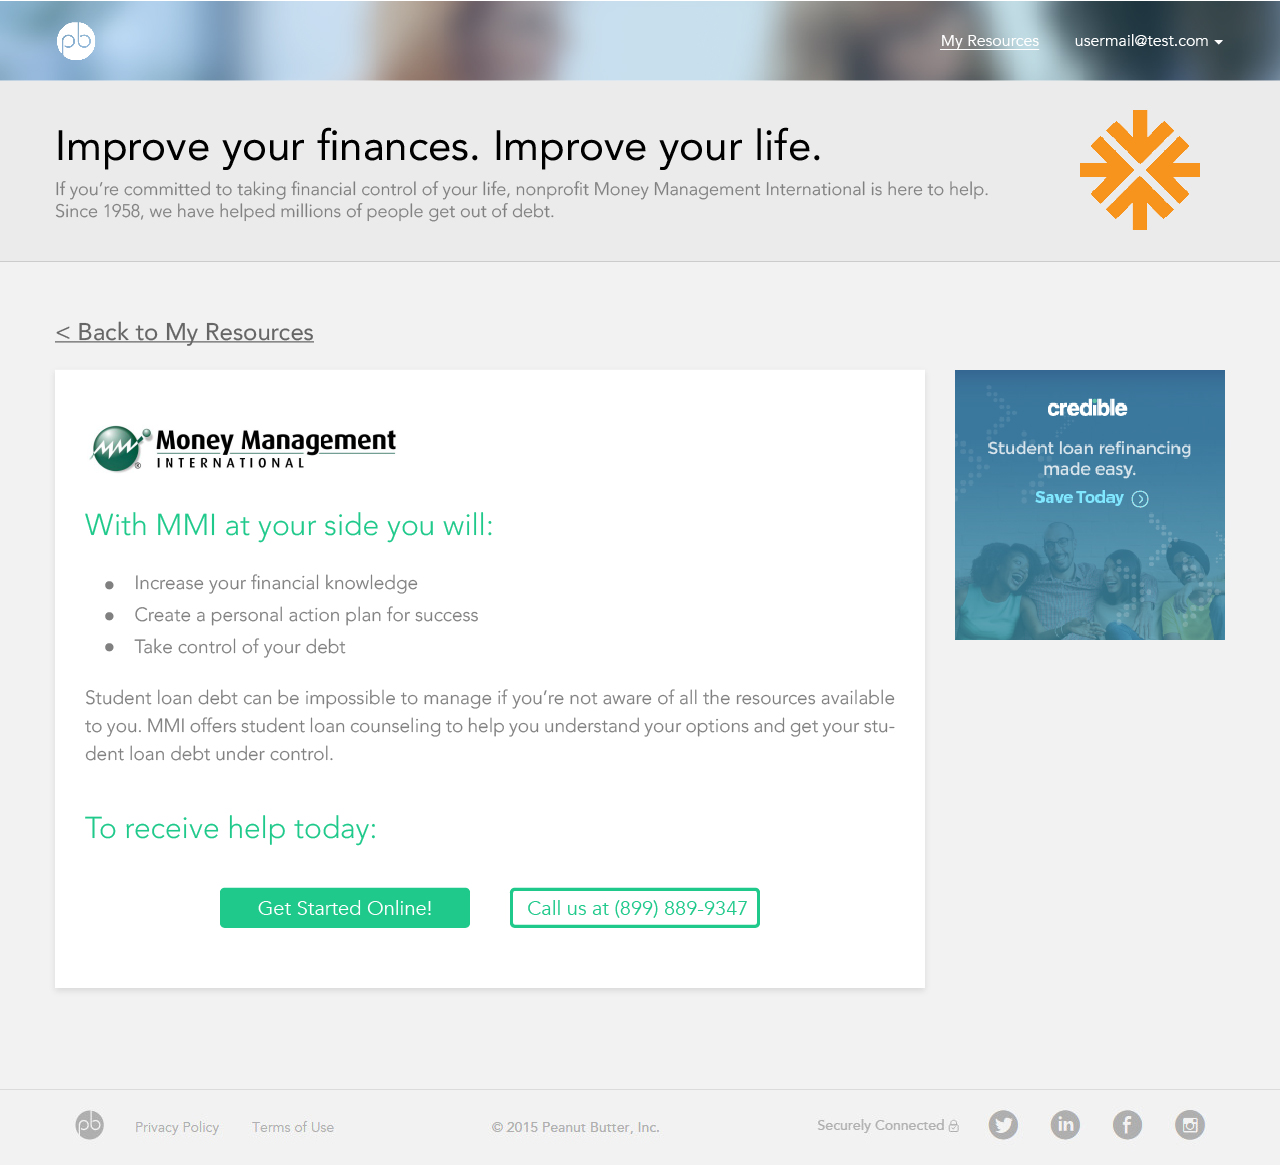 pb
My Resources
usermail@test.com
Improve your finances. Improve your life.
If you’re committed to taking financial control of your life, nonprofit Money Management International is here to help.
Since 1958, we have helped millions of people get out of debt.
< Back to My Resources
Money Management
INTERNATIONAL
With MMI at your side you will:
● Increase your financial knowledge
● Create a personal action plan for success
● Take control of your debt
Student loan debt can be impossible to manage if you’re not aware of all the resources available
to you. MMI offers student loan counseling to help you understand your options and get your stu-
dent loan debt under control.
To receive help today:
Get Started Online!
Call us at (899) 889-9347
credible
Student loan refinancing
made easy.
Save Today
pb
Privacy Policy
Terms of Use
© 2015 Peanut Butter, Inc.
Securely Connected
in
f